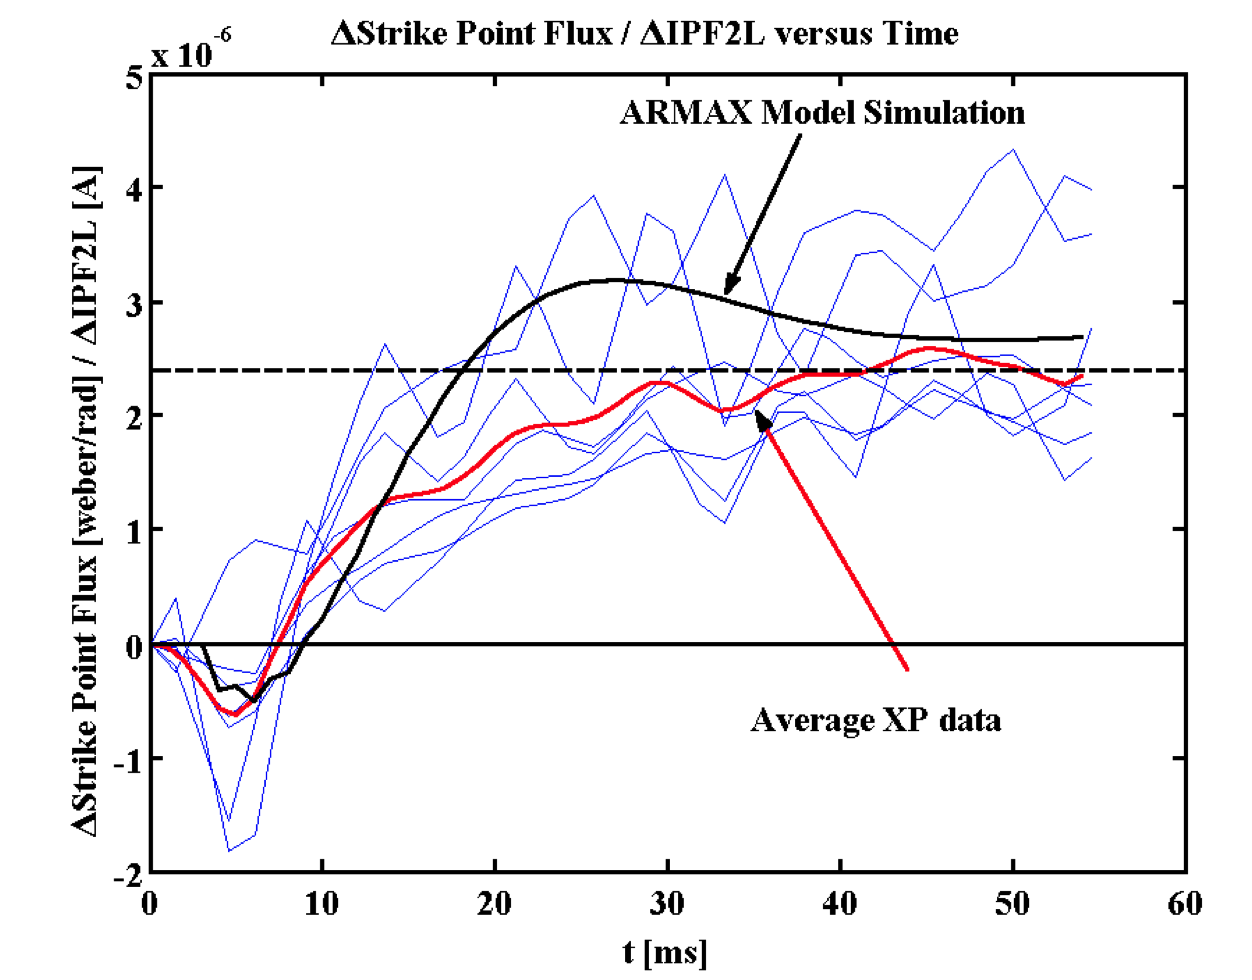 ΔStrike Point Flux / ΔIPF2L versus Time
x 10⁻⁶
ARMAX Model Simulation
Average XP data
ΔStrike Point Flux [weber/rad] / ΔIPF2L [A]
5
4
3
2
1
0
-1
-2
0 10 20 30 40 50 60
t [ms]